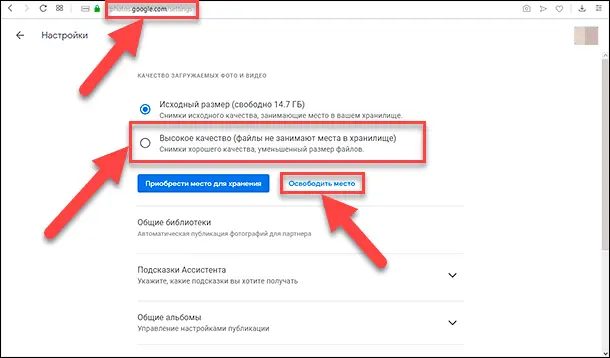 photos.google.com/settings
Настройки
КАЧЕСТВО ЗАГРУЖАЕМЫХ ФОТО И ВИДЕО
Исходный размер (свободно 14.7 ГБ)
Снимки исходного качества, занимающие место в вашем хранилище.
Высокое качество (файлы не занимают места в хранилище)
Снимки хорошего качества, уменьшенный размер файлов.
Приобрести место для хранения
Освободить место
Общие библиотеки
Автоматическая публикация фотографий для партнера
Подсказки Ассистента
Укажите, какие подсказки вы хотите получать
Общие альбомы
Управление настройками публикации